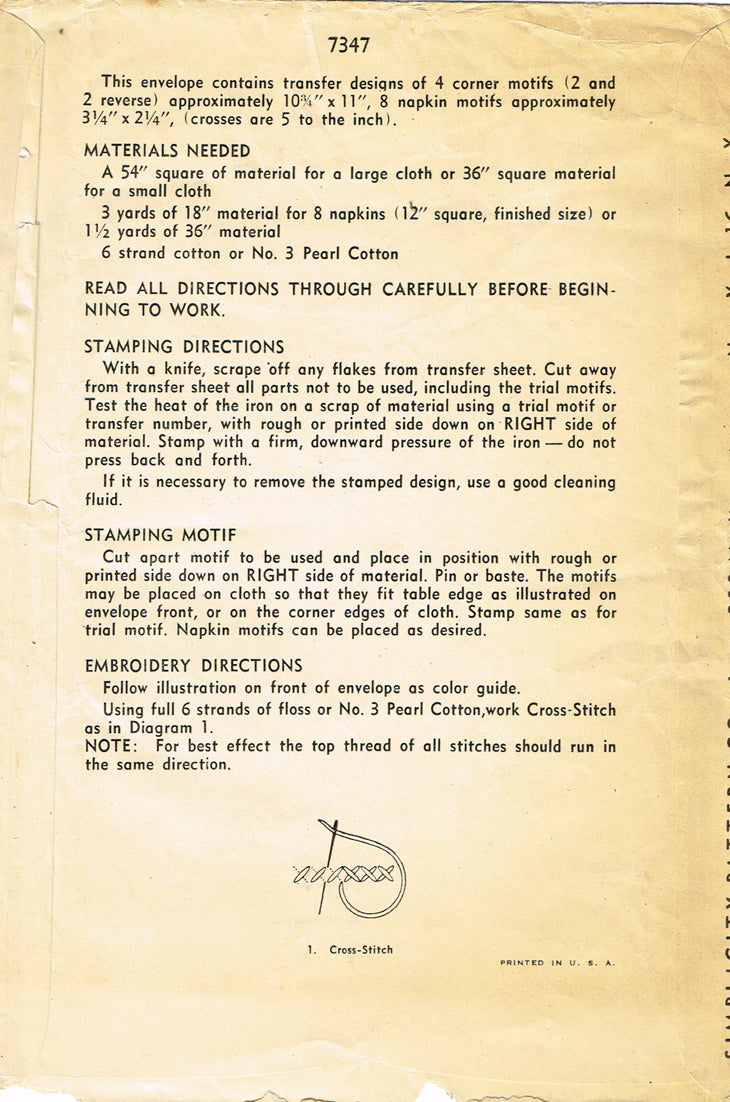 7347
This envelope contains transfer designs of 4 corner motifs (2 and
2 reverse) approximately 10¾" x 11", 8 napkin motifs approximately
3¼" x 2¼", (crosses are 5 to the inch).
MATERIALS NEEDED
A 54" square of material for a large cloth or 36" square material
for a small cloth
3 yards of 18" material for 8 napkins (12" square, finished size) or
1½ yards of 36" material
6 strand cotton or No. 3 Pearl Cotton
READ ALL DIRECTIONS THROUGH CAREFULLY BEFORE BEGIN-
NING TO WORK.
STAMPING DIRECTIONS
With a knife, scrape off any flakes from transfer sheet. Cut away
from transfer sheet all parts not to be used, including the trial motifs.
Test the heat of the iron on a scrap of material using a trial motif or
transfer number, with rough or printed side down on RIGHT side of
material. Stamp with a firm, downward pressure of the iron — do not
press back and forth.
If it is necessary to remove the stamped design, use a good cleaning
fluid.
STAMPING MOTIF
Cut apart motif to be used and place in position with rough or
printed side down on RIGHT side of material. Pin or baste. The motifs
may be placed on cloth so that they fit table edge as illustrated on
envelope front, or on the corner edges of cloth. Stamp same as for
trial motif. Napkin motifs can be placed as desired.
EMBROIDERY DIRECTIONS
Follow illustration on front of envelope as color guide.
Using full 6 strands of floss or No. 3 Pearl Cotton,work Cross-Stitch
as in Diagram 1.
NOTE: For best effect the top thread of all stitches should run in
the same direction.
1. Cross-Stitch
PRINTED IN U. S. A.